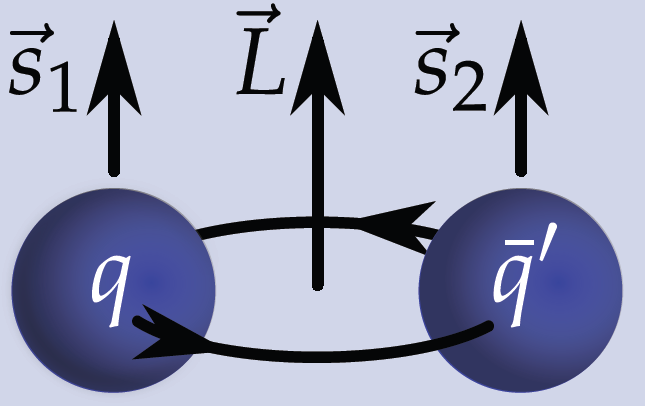 s⃗₁ L⃗ s⃗₂
q q̄′